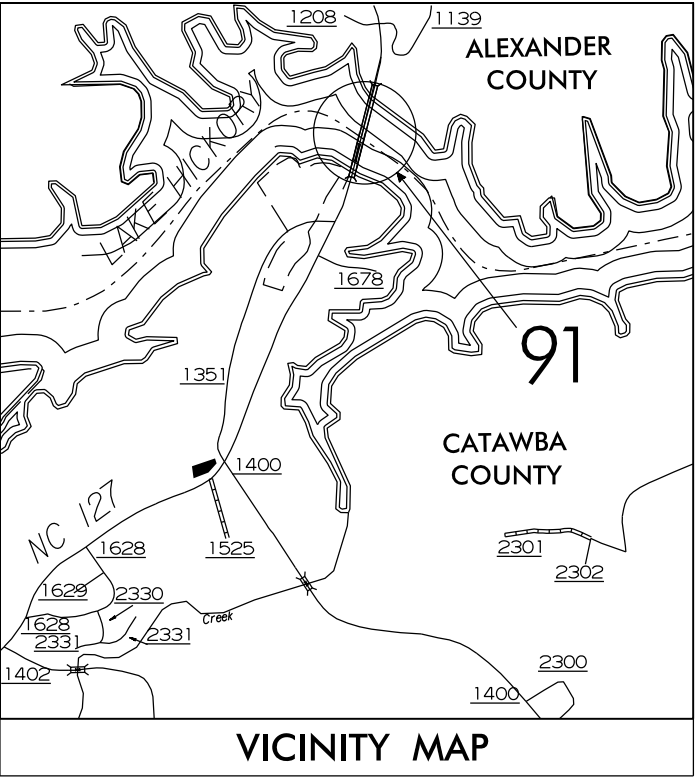 1208
1139
ALEXANDER
COUNTY
LAKE HICKORY
1678
91
1351
CATAWBA
COUNTY
1400
NC 127
1525
1628
2301
2302
1629
2330
Creek
1628
2331
2331
1402
2300
1400
VICINITY MAP